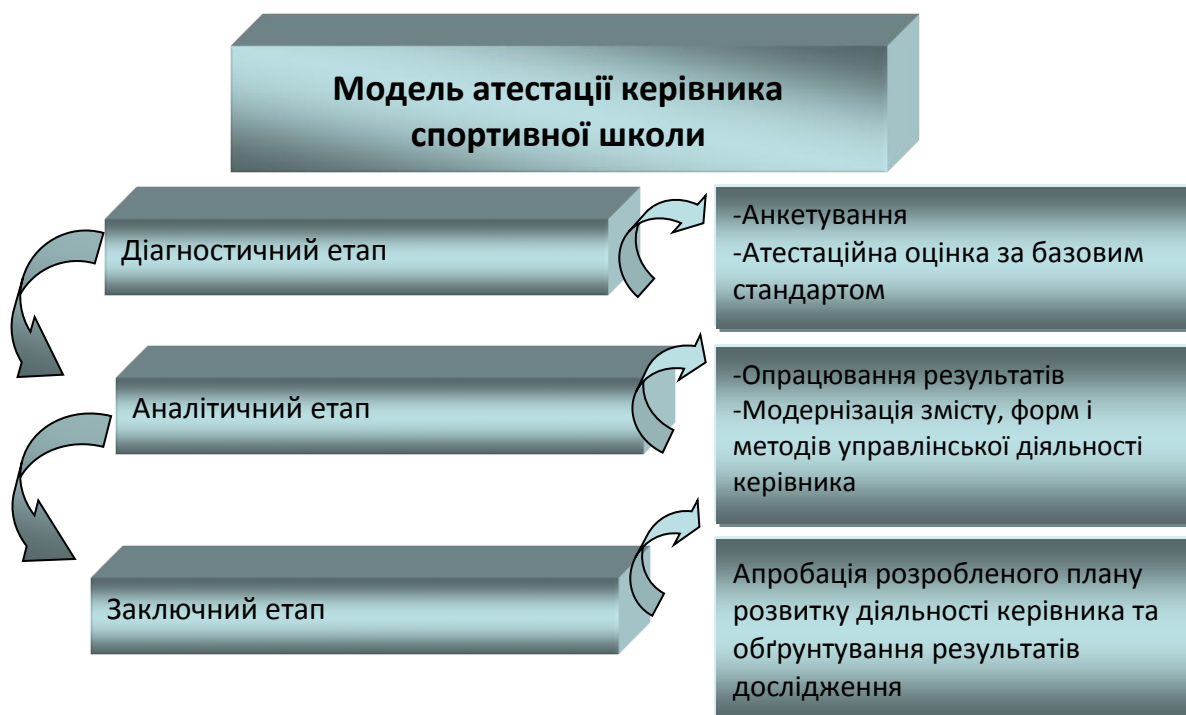 Модель атестації керівника
спортивної школи
Діагностичний етап
-Анкетування
-Атестаційна оцінка за базовим
стандартом
Аналітичний етап
-Опрацювання результатів
-Модернізація змісту, форм і
методів управлінської діяльності
керівника
Заключний етап
Апробація розробленого плану
розвитку діяльності керівника та
обґрунтування результатів
дослідження